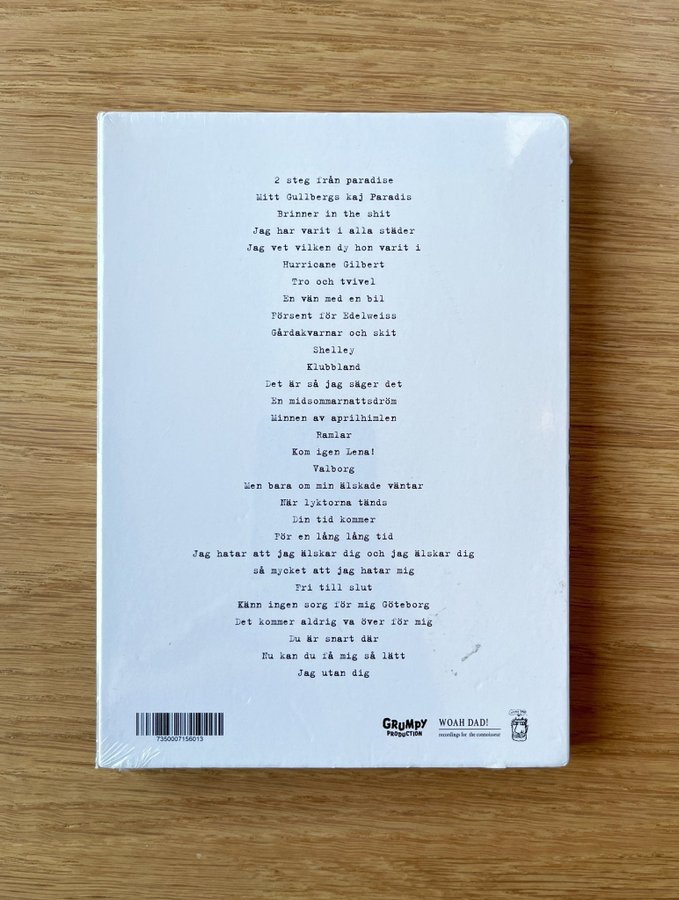 2 steg från paradise
Mitt Gullbergs kaj Paradis
Brinner in the shit
Jag har varit i alla städer
Jag vet vilken dy hon varit i
Hurricane Gilbert
Tro och tvivel
En vän med en bil
Försent för Edelweiss
Gårdakvarnar och skit
Shelley
Klubbland
Det är så jag säger det
En midsommarnattsdröm
Minnen av aprilhimlen
Ramlar
Kom igen Lena!
Valborg
Men bara om min älskade väntar
När lyktorna tänds
Din tid kommer
För en lång lång tid
Jag hatar att jag älskar dig och jag älskar dig
så mycket att jag hatar mig
Fri till slut
Känn ingen sorg för mig Göteborg
Det kommer aldrig va över för mig
Du är snart där
Nu kan du få mig så lätt
Jag utan dig
7350007156013
GRUMPY
PRODUCTION
WOAH DAD!
recordings for the connoisseur